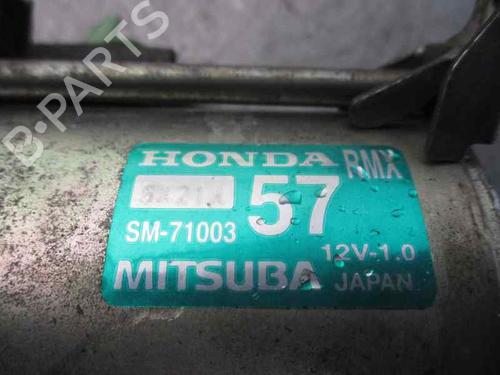 B-PARTS
HONDA RMX
57
SM-71003
12V-1.0
MITSUBA JAPAN